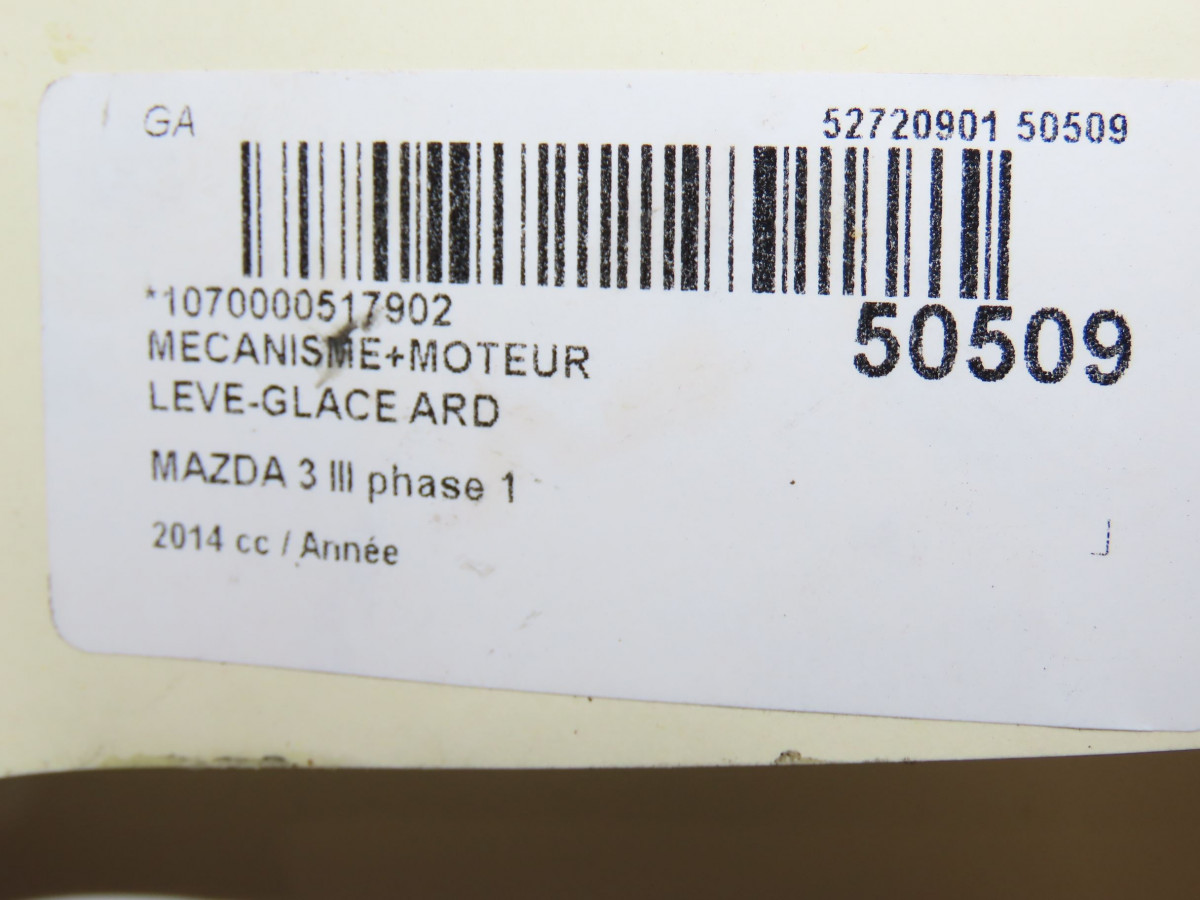 GA
52720901 50509
*1070000517902
50509
MECANISME+MOTEUR
LEVE-GLACE ARD
MAZDA 3 III phase 1
2014 cc / Année